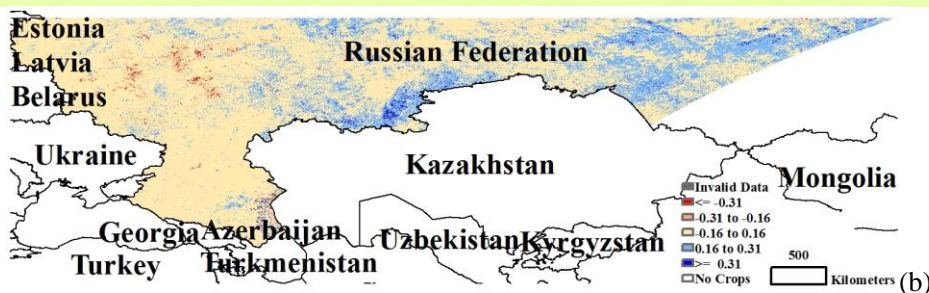 Estonia
Latvia
Belarus
Russian Federation
Ukraine
Kazakhstan
Mongolia
Georgia
Azerbaijan
Uzbekistan
Kyrgyzstan
Turkey
Turkmenistan
Invalid Data
<= -0.31
-0.31 to -0.16
-0.16 to 0.16
0.16 to 0.31
>= 0.31
No Crops
500
Kilometers
(b)